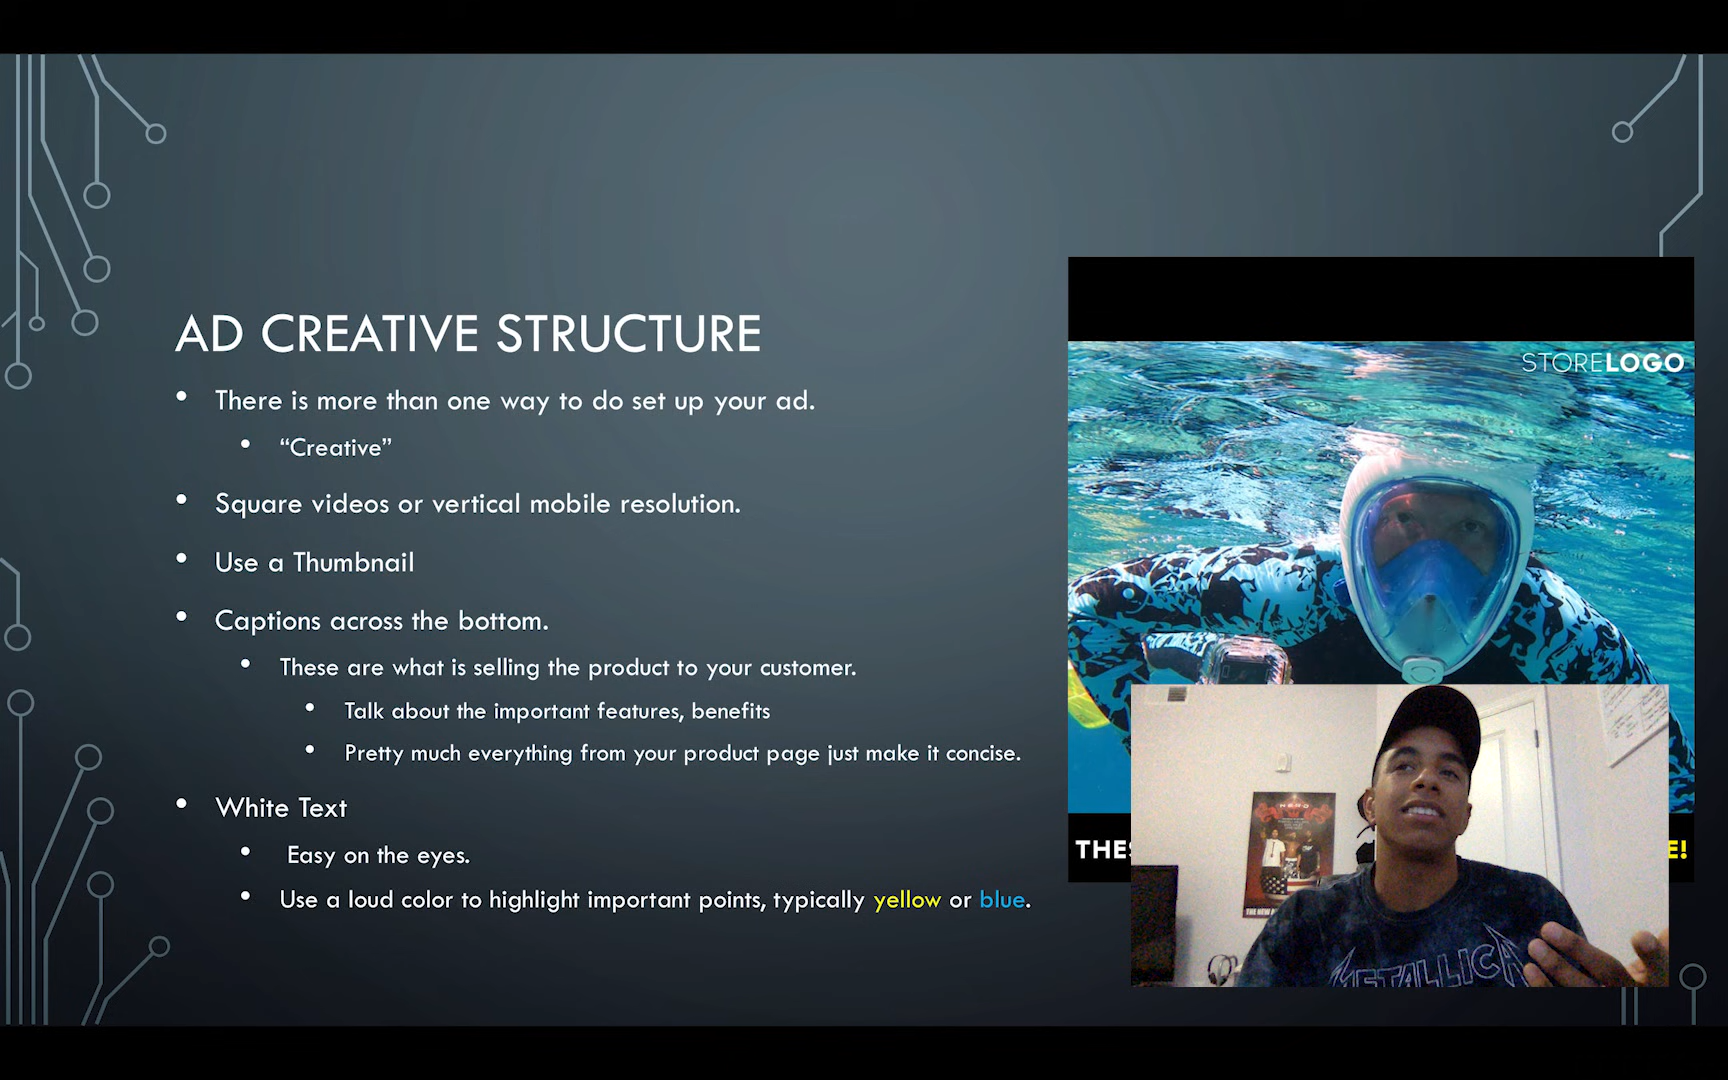 AD CREATIVE STRUCTURE
There is more than one way to do set up your ad.
“Creative”
Square videos or vertical mobile resolution.
Use a Thumbnail
Captions across the bottom.
These are what is selling the product to your customer.
Talk about the important features, benefits
Pretty much everything from your product page just make it concise.
White Text
Easy on the eyes.
Use a loud color to highlight important points, typically yellow or blue.
STORELOGO
E!
METALLICA